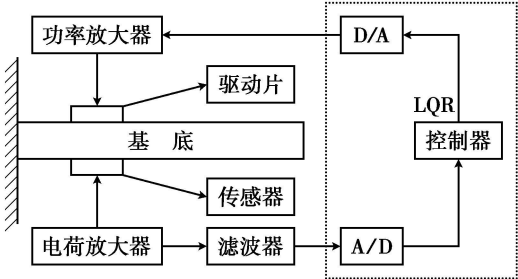 功率放大器
D/A
驱动片
LQR
基 底
控制器
传感器
电荷放大器
滤波器
A/D